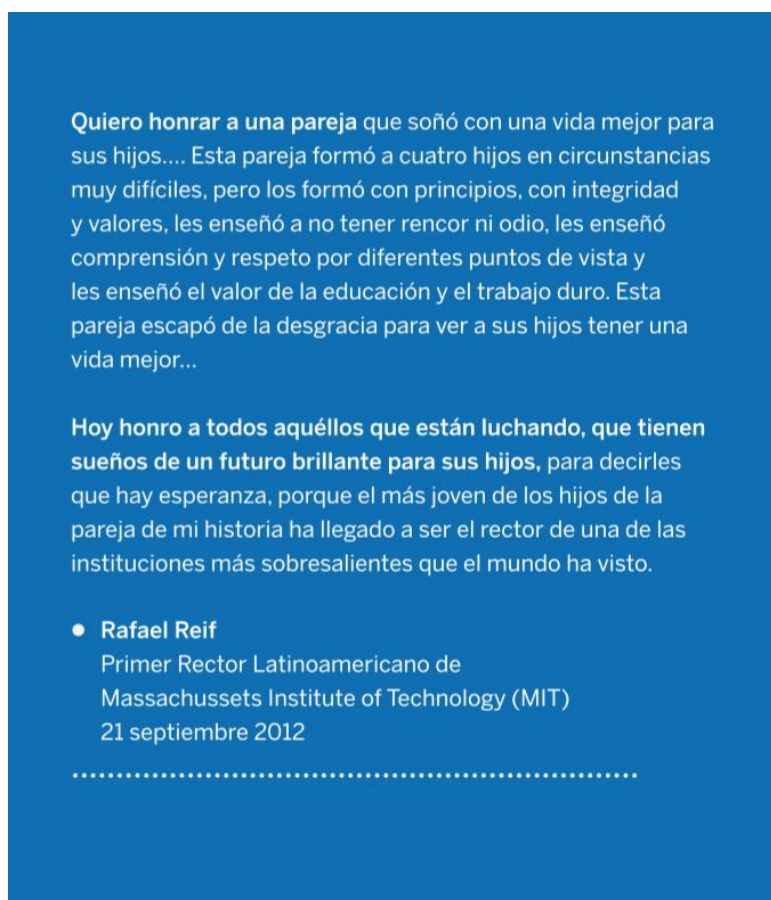 Quiero honrar a una pareja que soñó con una vida mejor para
sus hijos.... Esta pareja formó a cuatro hijos en circunstancias
muy difíciles, pero los formó con principios, con integridad
y valores, les enseñó a no tener rencor ni odio, les enseñó
comprensión y respeto por diferentes puntos de vista y
les enseñó el valor de la educación y el trabajo duro. Esta
pareja escapó de la desgracia para ver a sus hijos tener una
vida mejor...
Hoy honro a todos aquéllos que están luchando, que tienen
sueños de un futuro brillante para sus hijos, para decirles
que hay esperanza, porque el más joven de los hijos de la
pareja de mi historia ha llegado a ser el rector de una de las
instituciones más sobresalientes que el mundo ha visto.
● Rafael Reif
Primer Rector Latinoamericano de
Massachussets Institute of Technology (MIT)
21 septiembre 2012